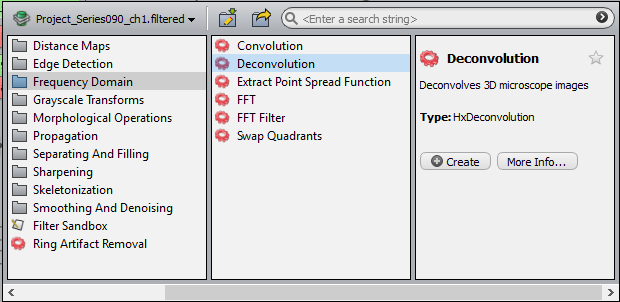 Project_Series090_ch1.filtered
<Enter a search string>
Distance Maps
Edge Detection
Frequency Domain
Grayscale Transforms
Morphological Operations
Propagation
Separating And Filling
Sharpening
Skeletonization
Smoothing And Denoising
Filter Sandbox
Ring Artifact Removal
Convolution
Deconvolution
Extract Point Spread Function
FFT
FFT Filter
Swap Quadrants
Deconvolution
Deconvolves 3D microscope images
Type: HxDeconvolution
Create
More Info...